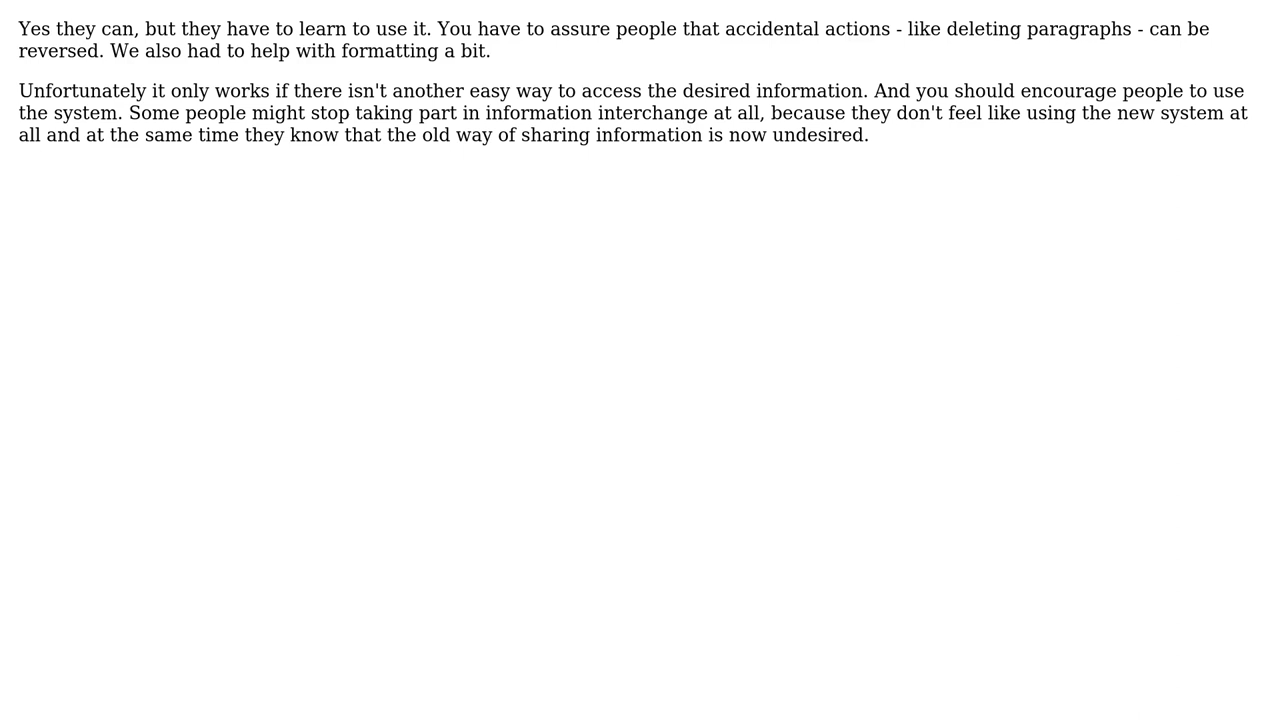 Yes they can, but they have to learn to use it. You have to assure people that accidental actions - like deleting paragraphs - can be
reversed. We also had to help with formatting a bit.
Unfortunately it only works if there isn't another easy way to access the desired information. And you should encourage people to use
the system. Some people might stop taking part in information interchange at all, because they don't feel like using the new system at
all and at the same time they know that the old way of sharing information is now undesired.